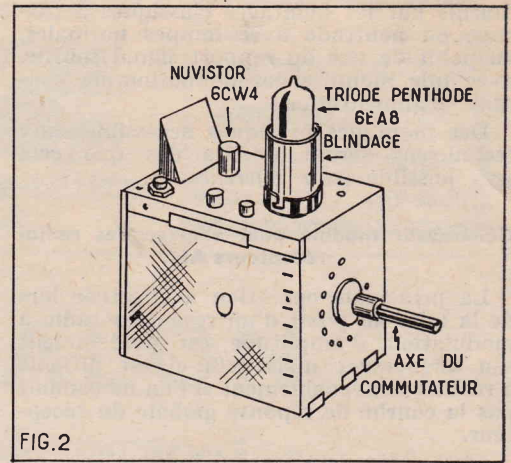 NUVISTOR
6CW4
TRIODE PENTHODE
6EA8
BLINDAGE
AXE DU
COMMUTATEUR
FIG.2